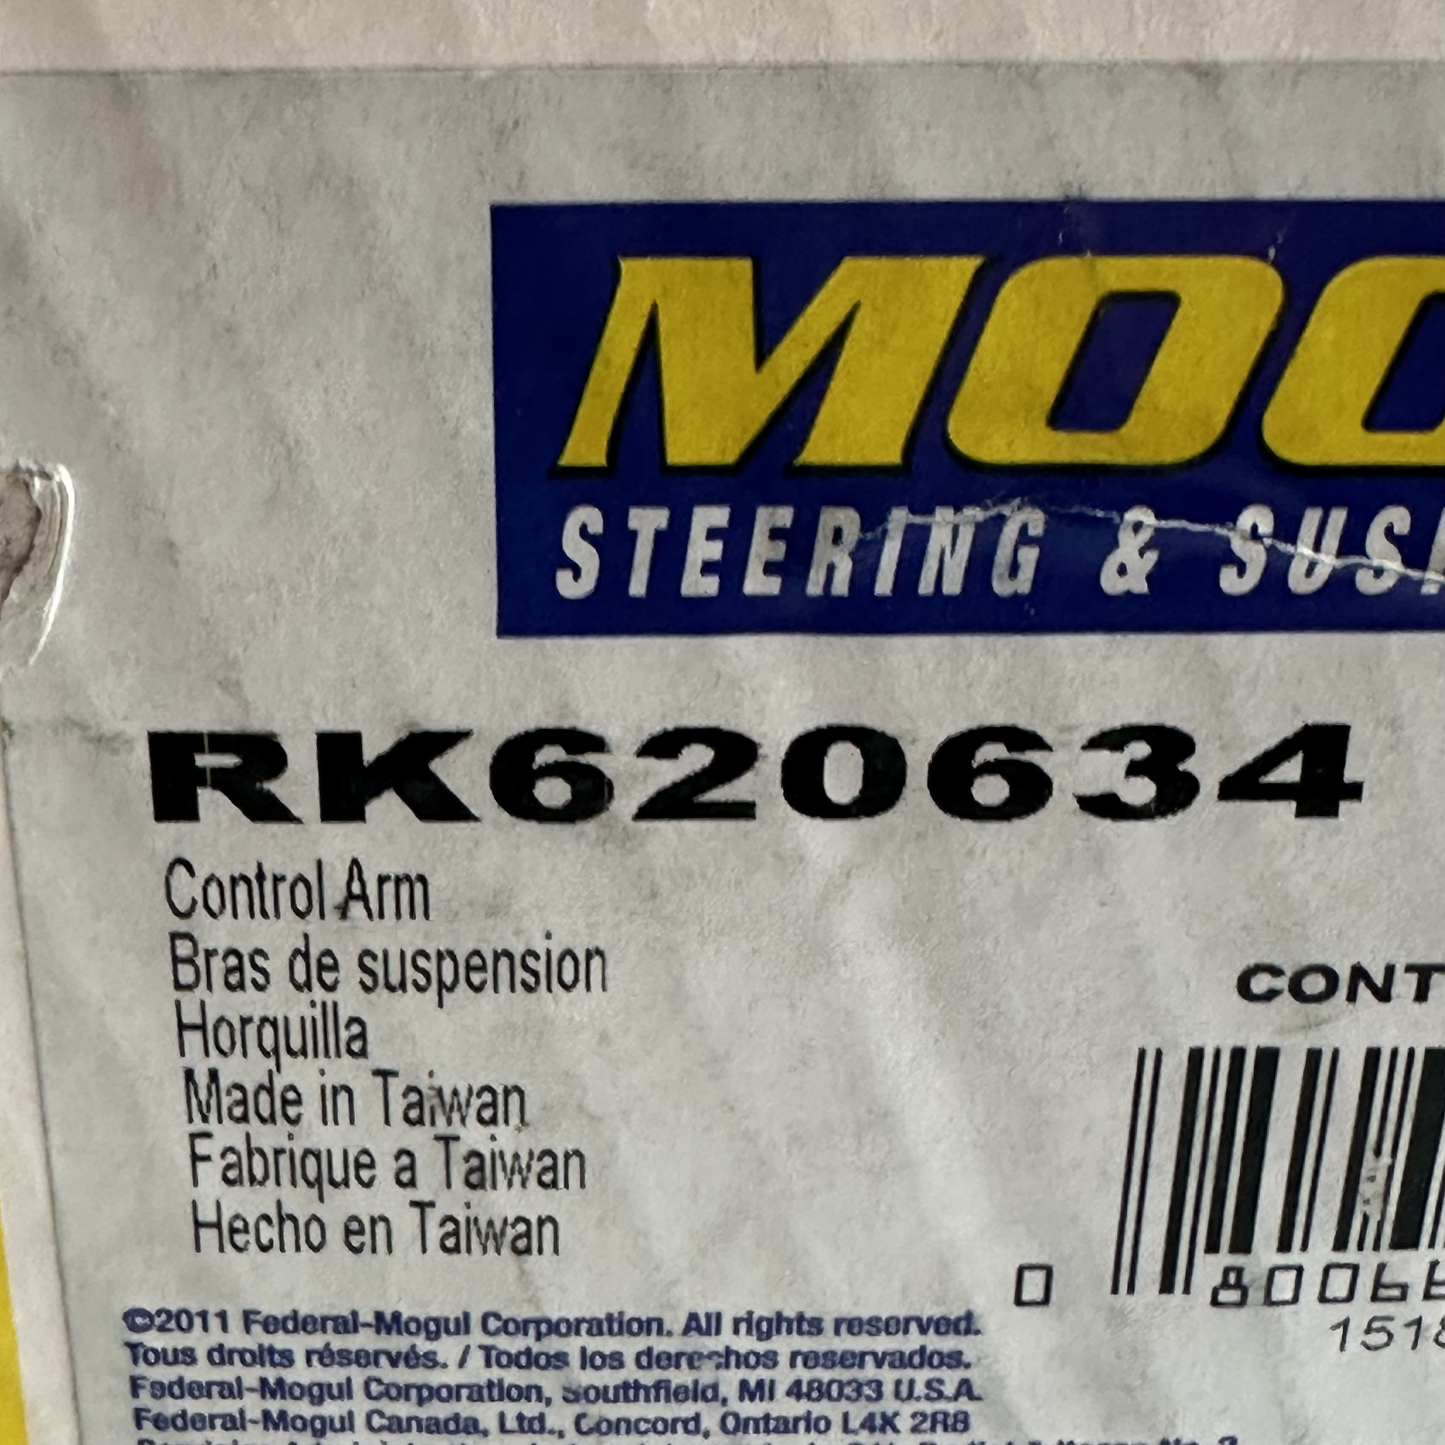 MOO
STEERING & SUS
RK620634
Control Arm
Bras de suspension
Horquilla
Made in Taiwan
Fabrique a Taiwan
Hecho en Taiwan
CONT
0 80066
1518
©2011 Federal-Mogul Corporation. All rights reserved.
Tous droits réservés. / Todos los derechos reservados.
Federal-Mogul Corporation, Southfield, MI 48033 U.S.A.
Federal-Mogul Canada, Ltd., Concord, Ontario L4K 2R8